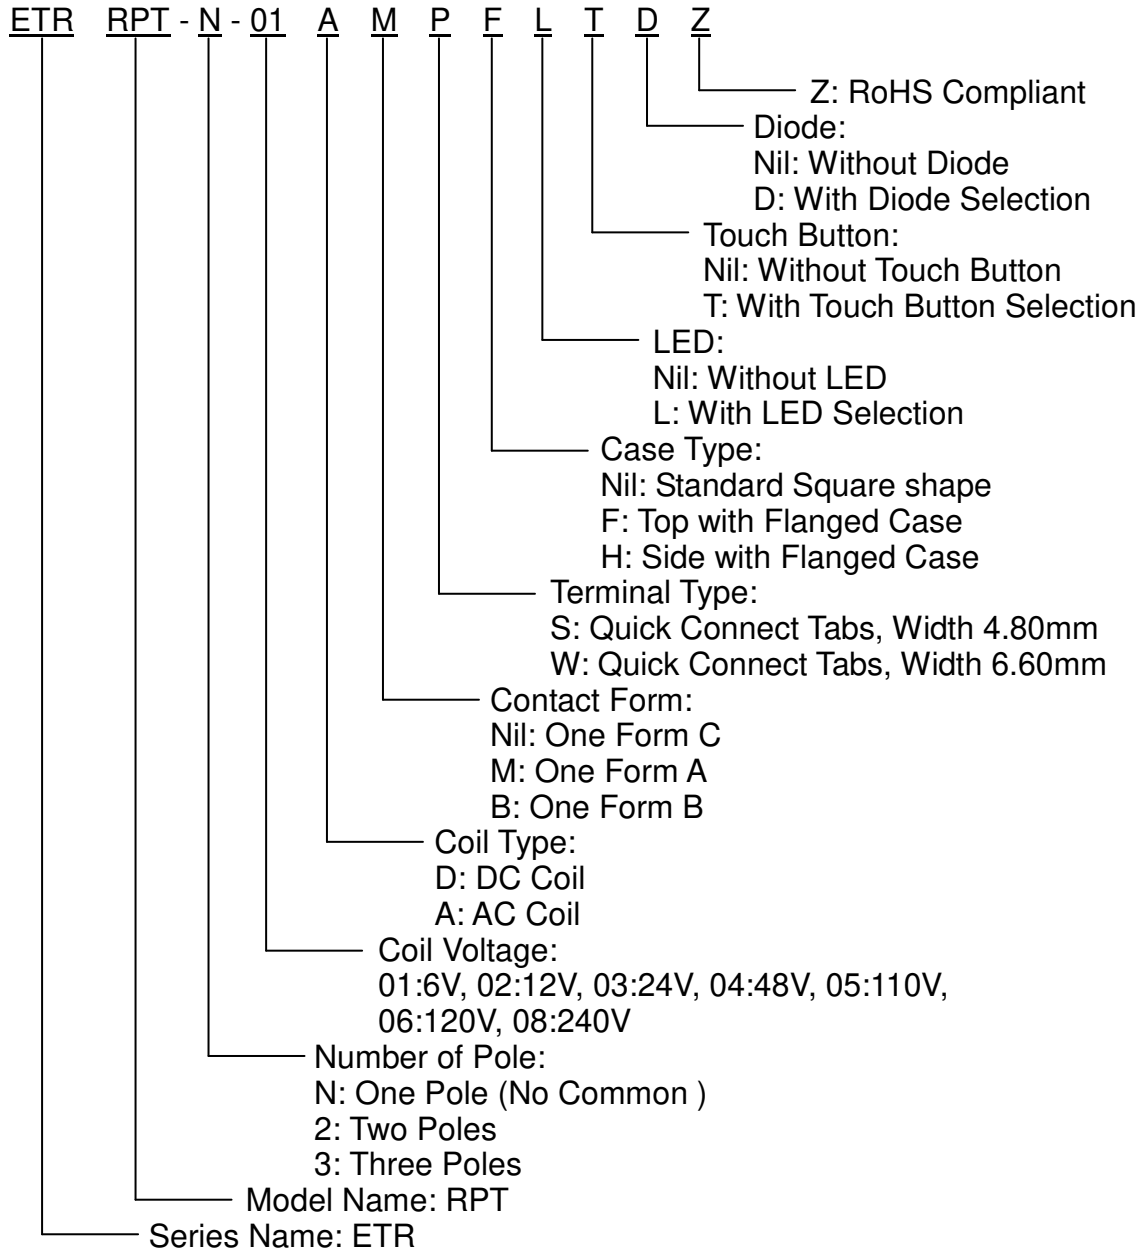 ETR RPT - N - 01 A M P F L T D Z
Z: RoHS Compliant
Diode:
Nil: Without Diode
D: With Diode Selection
Touch Button:
Nil: Without Touch Button
T: With Touch Button Selection
LED:
Nil: Without LED
L: With LED Selection
Case Type:
Nil: Standard Square shape
F: Top with Flanged Case
H: Side with Flanged Case
Terminal Type:
S: Quick Connect Tabs, Width 4.80mm
W: Quick Connect Tabs, Width 6.60mm
Contact Form:
Nil: One Form C
M: One Form A
B: One Form B
Coil Type:
D: DC Coil
A: AC Coil
Coil Voltage:
01:6V, 02:12V, 03:24V, 04:48V, 05:110V,
06:120V, 08:240V
Number of Pole:
N: One Pole (No Common )
2: Two Poles
3: Three Poles
Model Name: RPT
Series Name: ETR